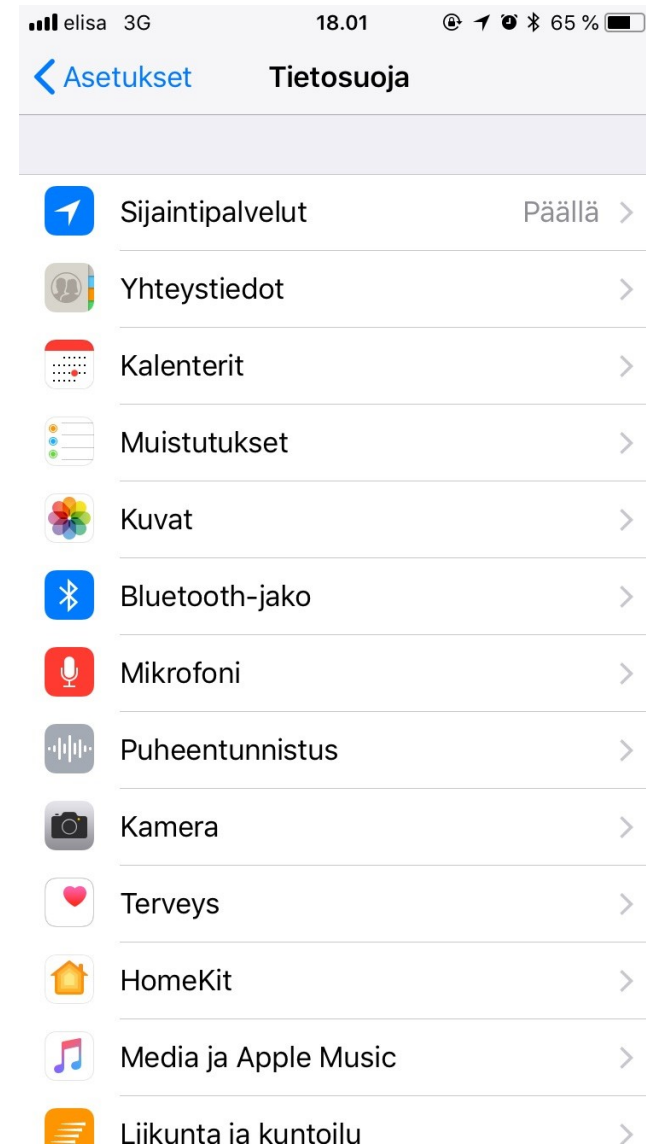 elisa 3G 18.01 65 %
Asetukset Tietosuoja
Sijaintipalvelut Päällä
Yhteystiedot
Kalenterit
Muistutukset
Kuvat
Bluetooth-jako
Mikrofoni
Puheentunnistus
Kamera
Terveys
HomeKit
Media ja Apple Music
Liikunta ja kuntoilu